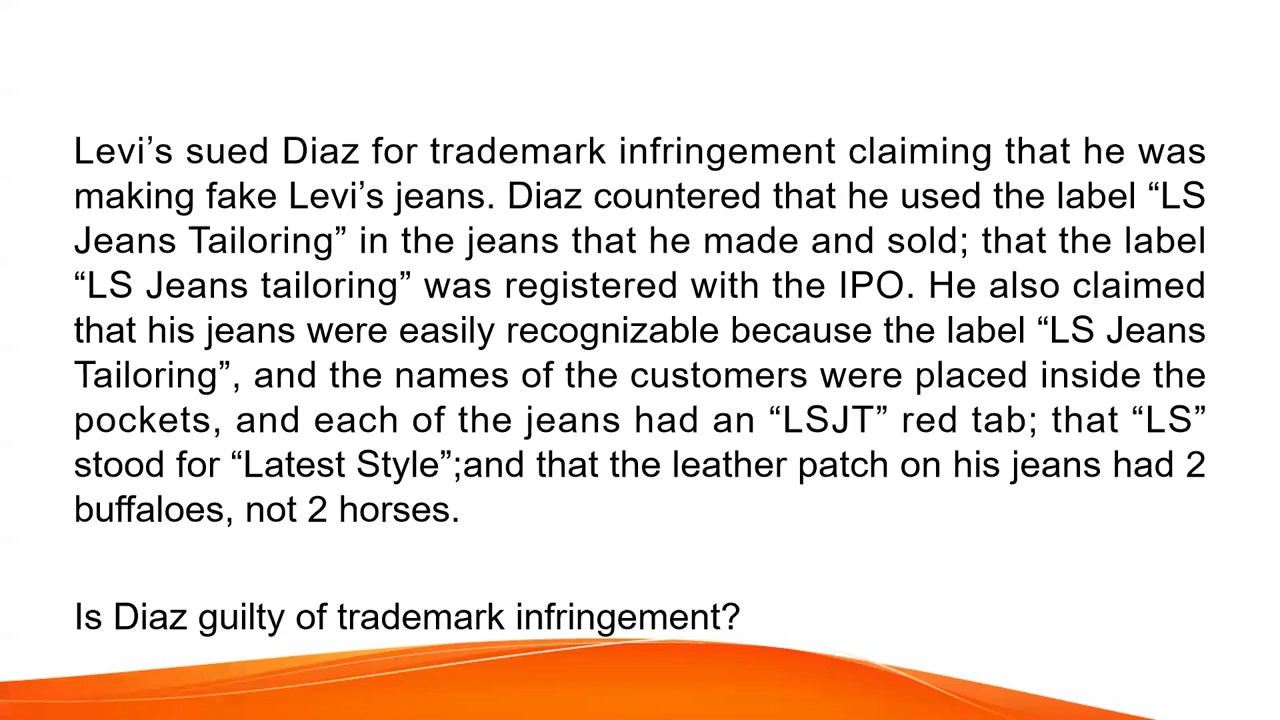 Levi’s sued Diaz for trademark infringement claiming that he was
making fake Levi’s jeans. Diaz countered that he used the label “LS
Jeans Tailoring” in the jeans that he made and sold; that the label
“LS Jeans tailoring” was registered with the IPO. He also claimed
that his jeans were easily recognizable because the label “LS Jeans
Tailoring”, and the names of the customers were placed inside the
pockets, and each of the jeans had an “LSJT” red tab; that “LS”
stood for “Latest Style”;and that the leather patch on his jeans had 2
buffaloes, not 2 horses.
Is Diaz guilty of trademark infringement?